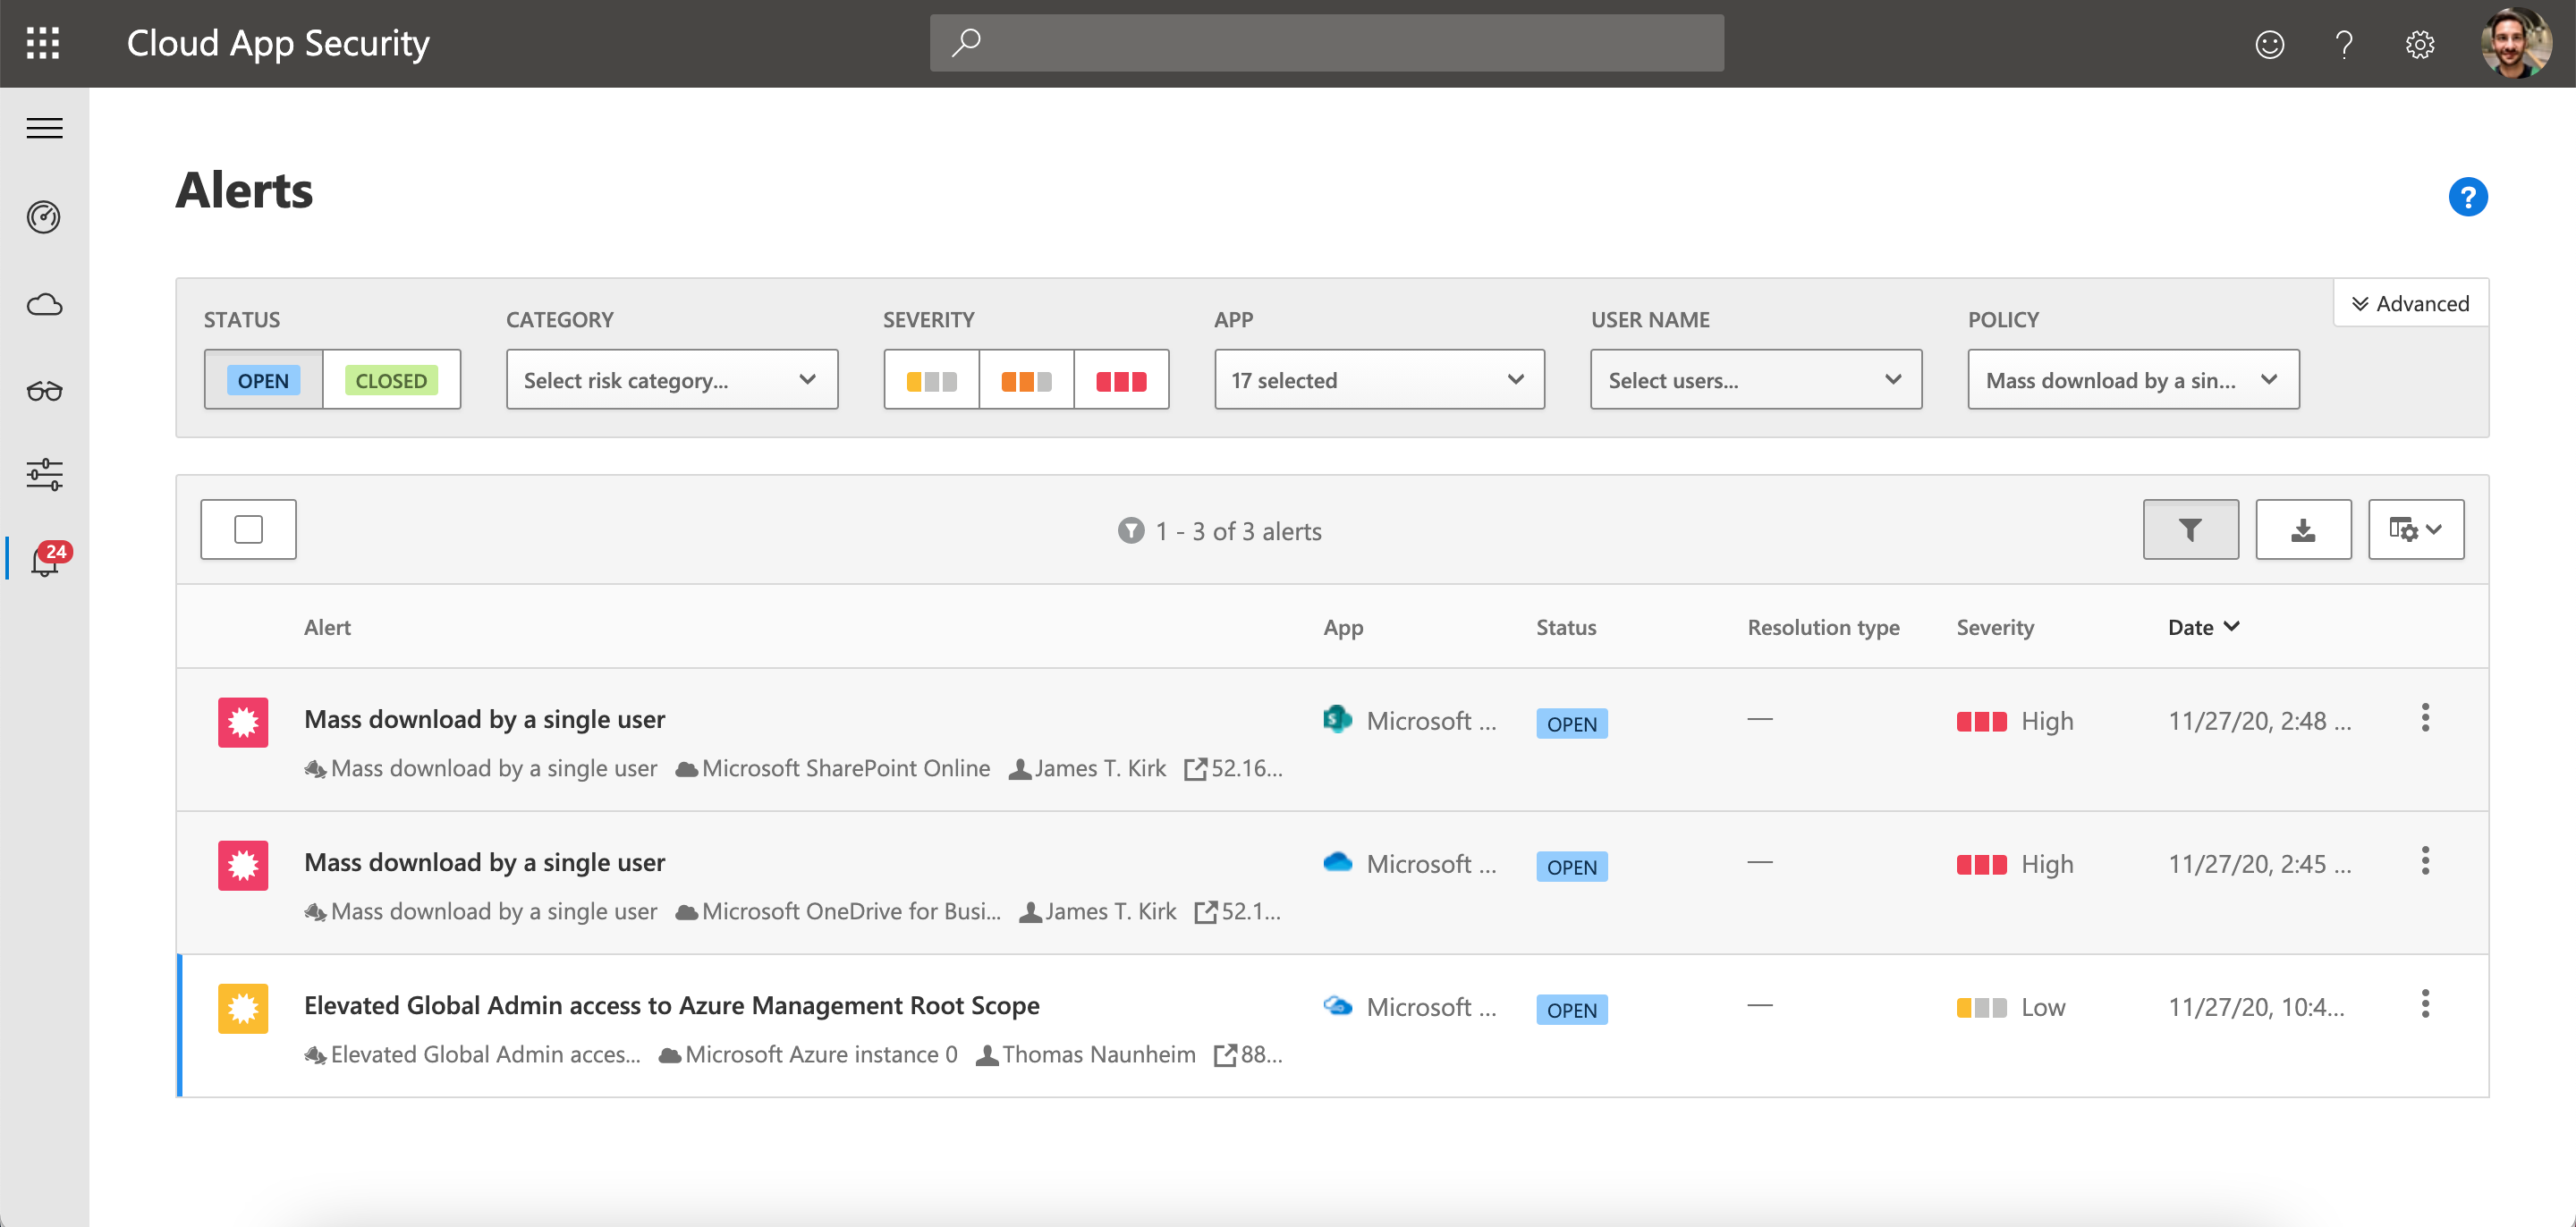 Cloud App Security
?
Alerts
?
STATUS CATEGORY SEVERITY APP USER NAME POLICY Advanced
OPEN CLOSED Select risk category... 17 selected Select users... Mass download by a sin...
1 - 3 of 3 alerts
24
Alert App Status Resolution type Severity Date
Mass download by a single user Microsoft ... OPEN — High 11/27/20, 2:48 ...
Mass download by a single user Microsoft SharePoint Online James T. Kirk 52.16...
Mass download by a single user Microsoft ... OPEN — High 11/27/20, 2:45 ...
Mass download by a single user Microsoft OneDrive for Busi... James T. Kirk 52.1...
Elevated Global Admin access to Azure Management Root Scope Microsoft ... OPEN — Low 11/27/20, 10:4...
Elevated Global Admin acces... Microsoft Azure instance 0 Thomas Naunheim 88...